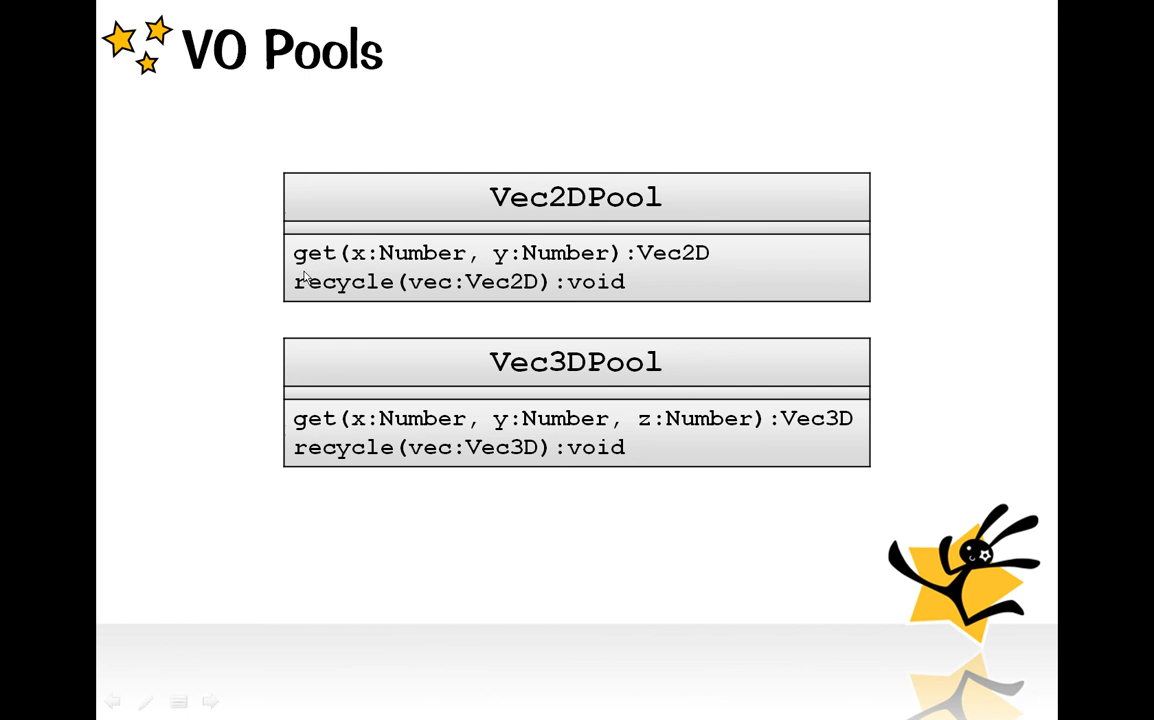 VO Pools
Vec2DPool
get(x:Number, y:Number):Vec2D
recycle(vec:Vec2D):void
Vec3DPool
get(x:Number, y:Number, z:Number):Vec3D
recycle(vec:Vec3D):void